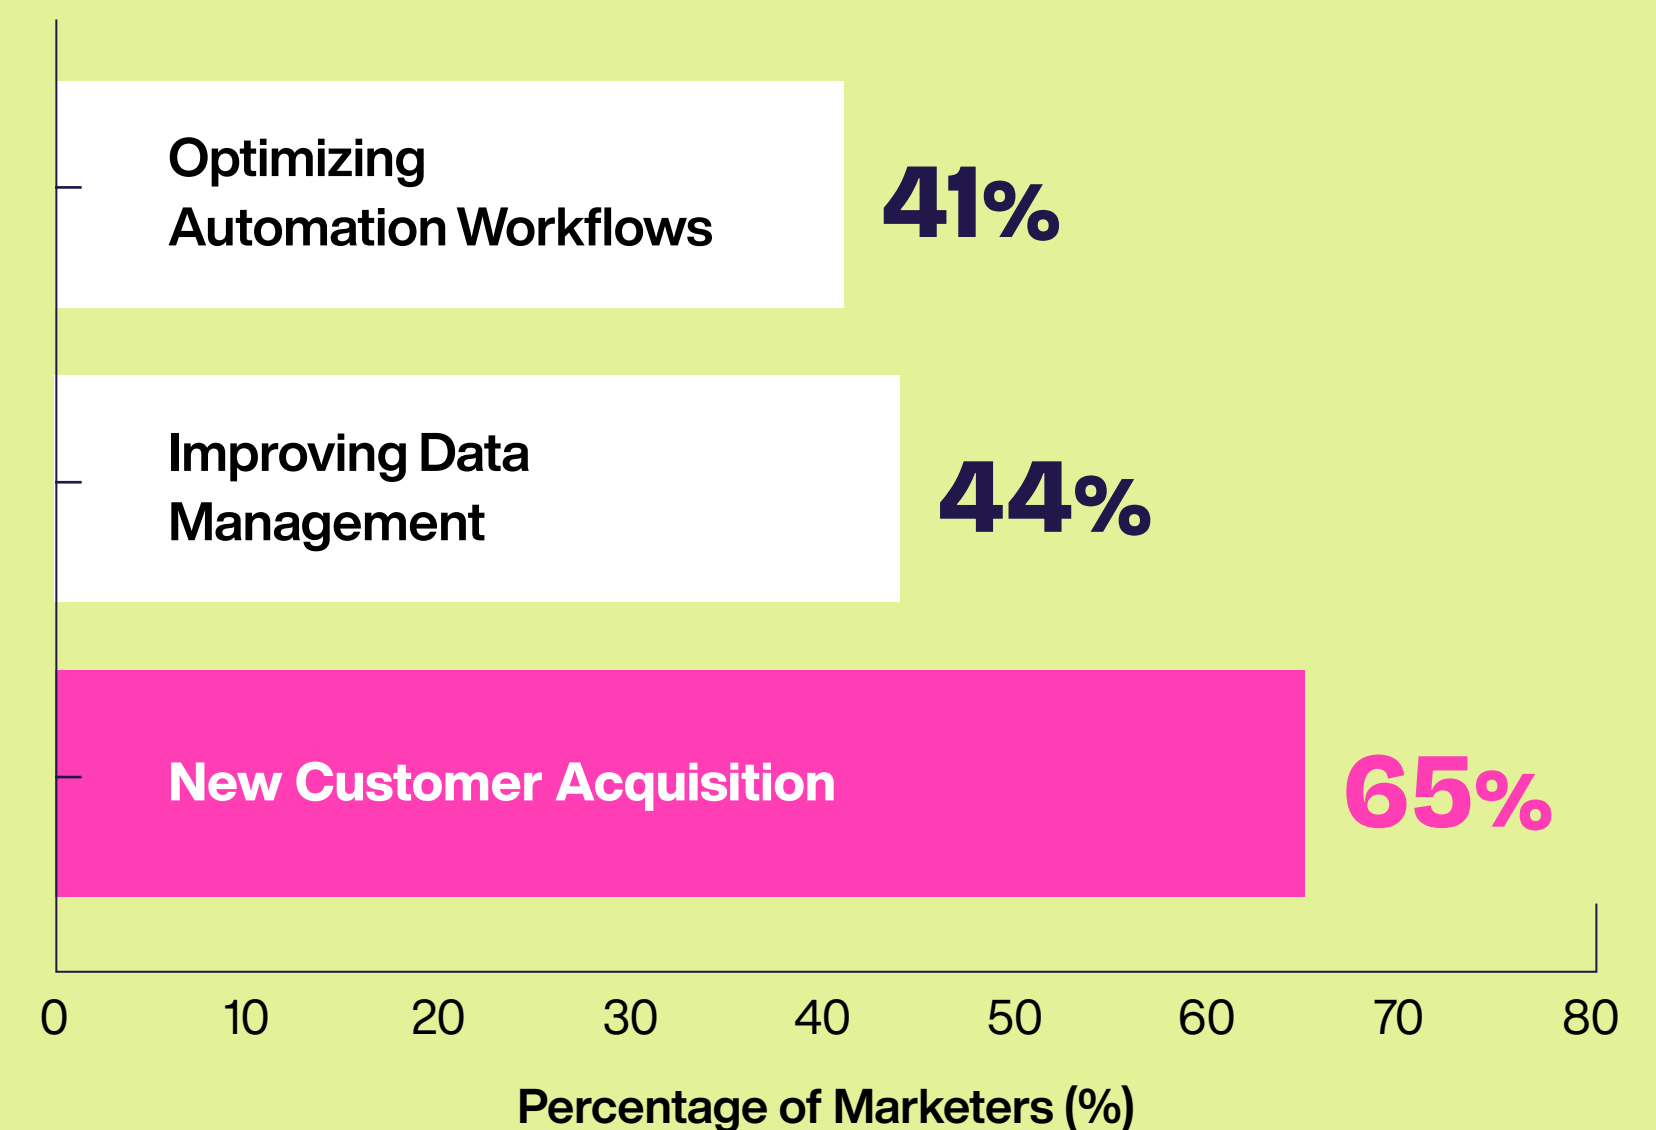 Optimizing
Automation Workflows
41%
Improving Data
Management
44%
New Customer Acquisition
65%
0 10 20 30 40 50 60 70 80
Percentage of Marketers (%)